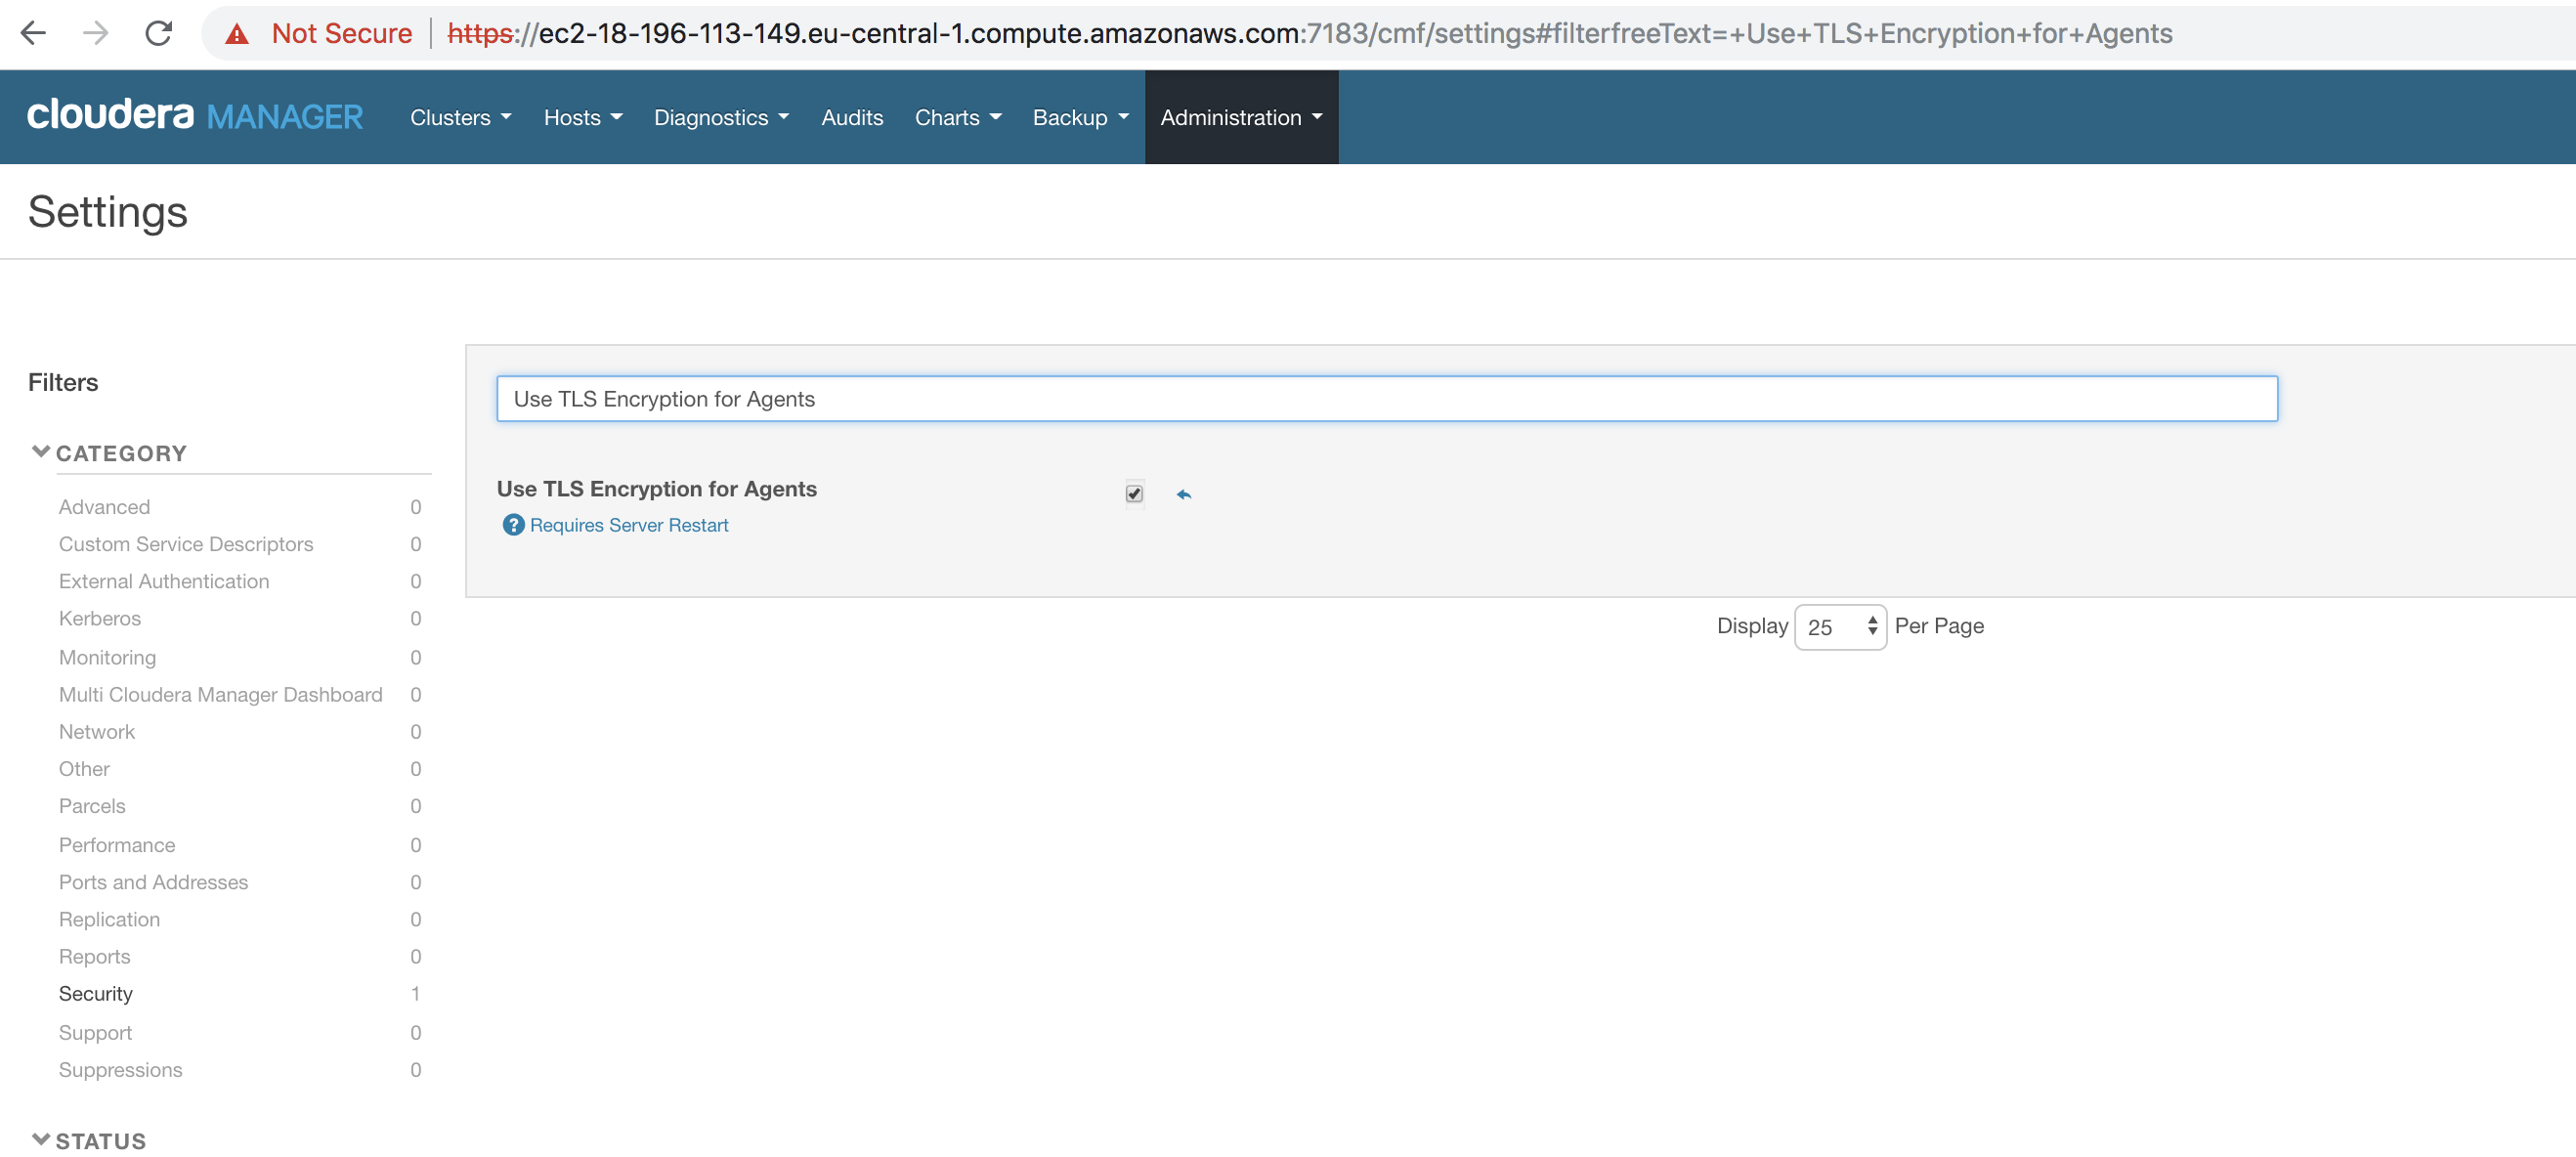 Not Secure https://ec2-18-196-113-149.eu-central-1.compute.amazonaws.com:7183/cmf/settings#filterfreeText=+Use+TLS+Encryption+for+Agents
cloudera MANAGER Clusters Hosts Diagnostics Audits Charts Backup Administration
Settings
Filters
CATEGORY
Advanced 0
Custom Service Descriptors 0
External Authentication 0
Kerberos 0
Monitoring 0
Multi Cloudera Manager Dashboard 0
Network 0
Other 0
Parcels 0
Performance 0
Ports and Addresses 0
Replication 0
Reports 0
Security 1
Support 0
Suppressions 0
STATUS
Use TLS Encryption for Agents
Use TLS Encryption for Agents
? Requires Server Restart
Display 25 Per Page